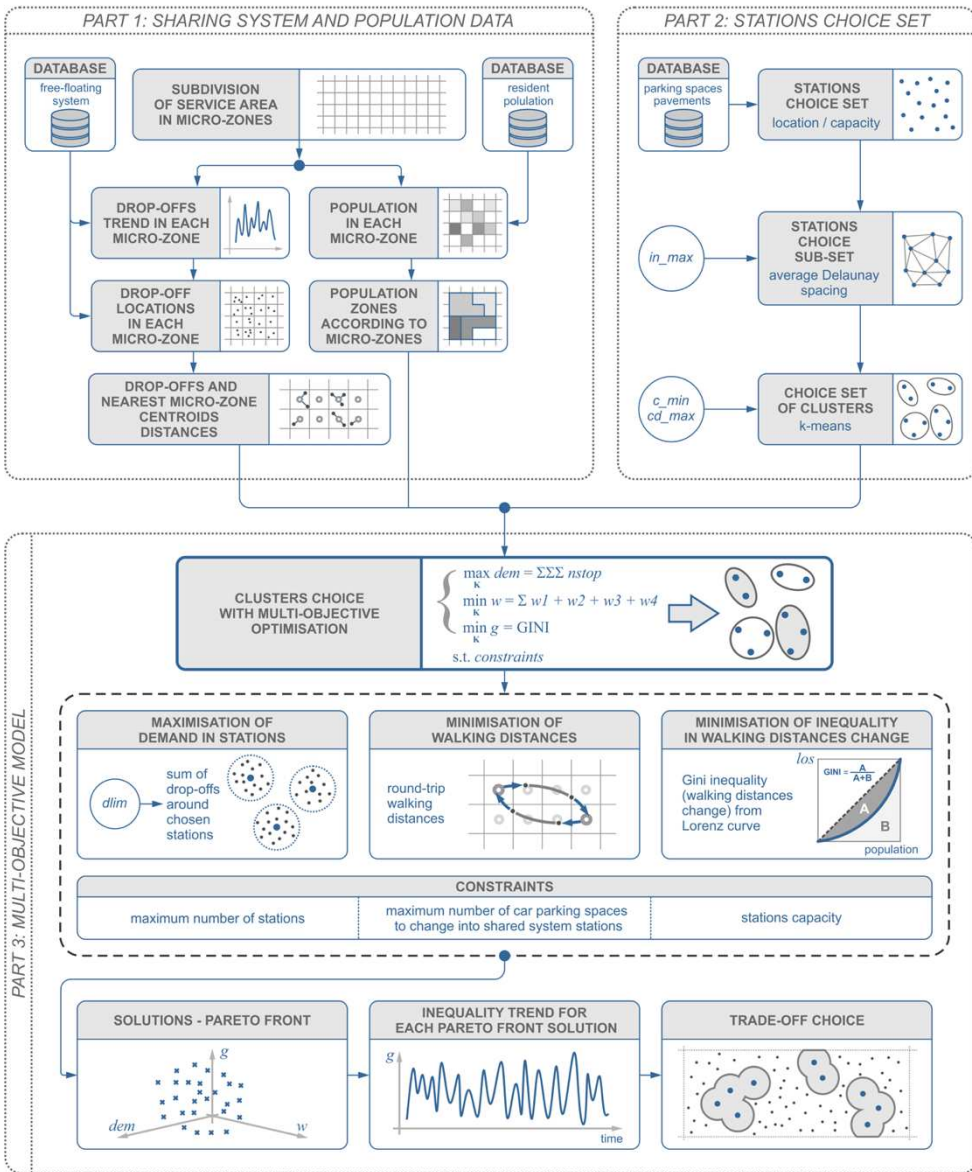 PART 1: SHARING SYSTEM AND POPULATION DATA
DATABASE
free-floating
system
SUBDIVISION
OF SERVICE AREA
IN MICRO-ZONES
DATABASE
resident
polulation
DROP-OFFS
TREND IN EACH
MICRO-ZONE
POPULATION
IN EACH
MICRO-ZONE
DROP-OFF
LOCATIONS
IN EACH
MICRO-ZONE
POPULATION
ZONES
ACCORDING TO
MICRO-ZONES
DROP-OFFS AND
NEAREST MICRO-ZONE
CENTROIDS
DISTANCES
PART 2: STATIONS CHOICE SET
DATABASE
parking spaces
pavements
STATIONS
CHOICE SET
location / capacity
in_max
STATIONS
CHOICE
SUB-SET
average Delaunay
spacing
c_min
cd_max
CHOICE SET
OF CLUSTERS
k-means
PART 3: MULTI-OBJECTIVE MODEL
CLUSTERS CHOICE
WITH MULTI-OBJECTIVE
OPTIMISATION
max dem = ΣΣΣ nstop
K
min w = Σ w1 + w2 + w3 + w4
K
min g = GINI
K
s.t. constraints
MAXIMISATION OF
DEMAND IN STATIONS
dlim
sum of
drop-offs
around
chosen
stations
MINIMISATION OF
WALKING DISTANCES
round-trip
walking
distances
MINIMISATION OF INEQUALITY
IN WALKING DISTANCES CHANGE
Gini inequality
(walking distances
change) from
Lorenz curve
los
GINI = A
A+B
A
B
population
CONSTRAINTS
maximum number of stations
maximum number of car parking spaces
to change into shared system stations
stations capacity
SOLUTIONS - PARETO FRONT
g
dem
w
INEQUALITY TREND FOR
EACH PARETO FRONT SOLUTION
g
time
TRADE-OFF CHOICE